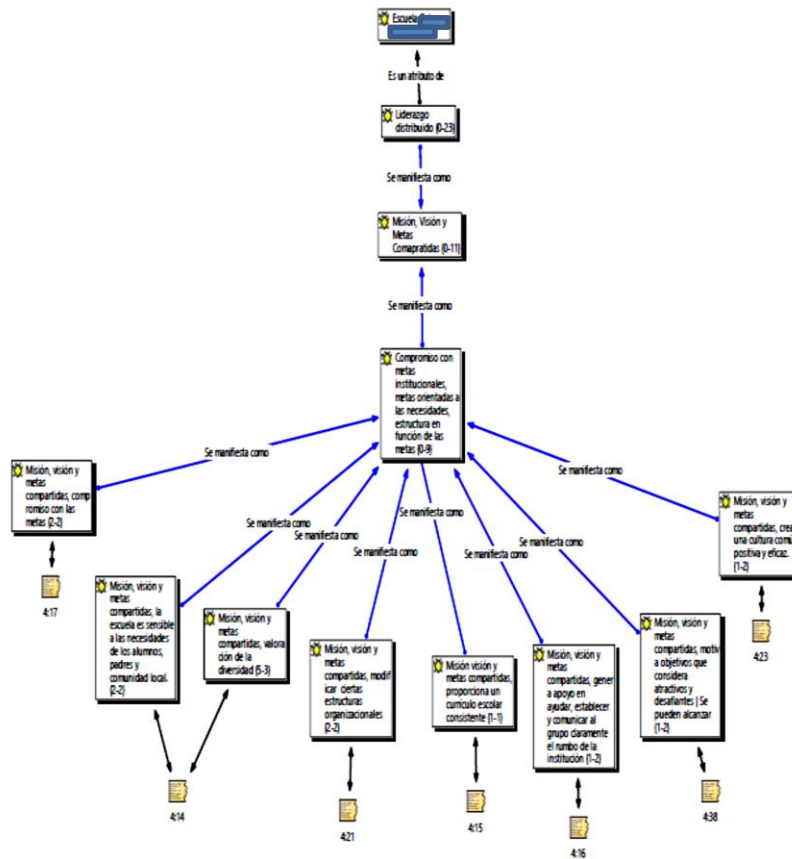 Escuela
Es un atributo de
Liderazgo
distribuido {0-23}
Se manifiesta como
Misión, Visión y
Metas
Comapratidas {0-11}
Se manifiesta como
Compromiso con
metas
institucionales,
metas orientadas a
las necesidades,
estructura en
función de las
metas {0-9}
Se manifiesta como
Se manifiesta como
Se manifiesta como
Se manifiesta como
Se manifiesta como
Se manifiesta como
Se manifiesta como
Se manifiesta como
Misión, visión y
metas
compartidas, comp
romiso con las
metas {2-2}
4:17
Misión, visión y
metas
compartidas, la
escuela es sensible
a las necesidades
de los alumnos,
padres y
comunidad local.
{2-2}
Misión, visión y
metas
compartidas, valora
ción de la
diversidad {5-3}
4:14
Misión, visión y
metas
compartidas, modif
icar ciertas
estructuras
organizacionales
{2-2}
4:21
Misión visión y
metas compartidas,
proporciona un
currículo escolar
consistente {1-1}
4:15
Misión, visión y
metas
compartidas, gener
a apoyo en
ayudar, establecer
y comunicar al
grupo claramente
el rumbo de la
institución {1-2}
4:16
Misión, visión y
metas
compartidas, motiv
a objetivos que
considera
atractivos y
desafiantes | Se
pueden alcanzar
{1-2}
4:38
Misión, visión y
metas
compartidas, crea
una cultura común
positiva y eficaz.
{1-2}
4:23